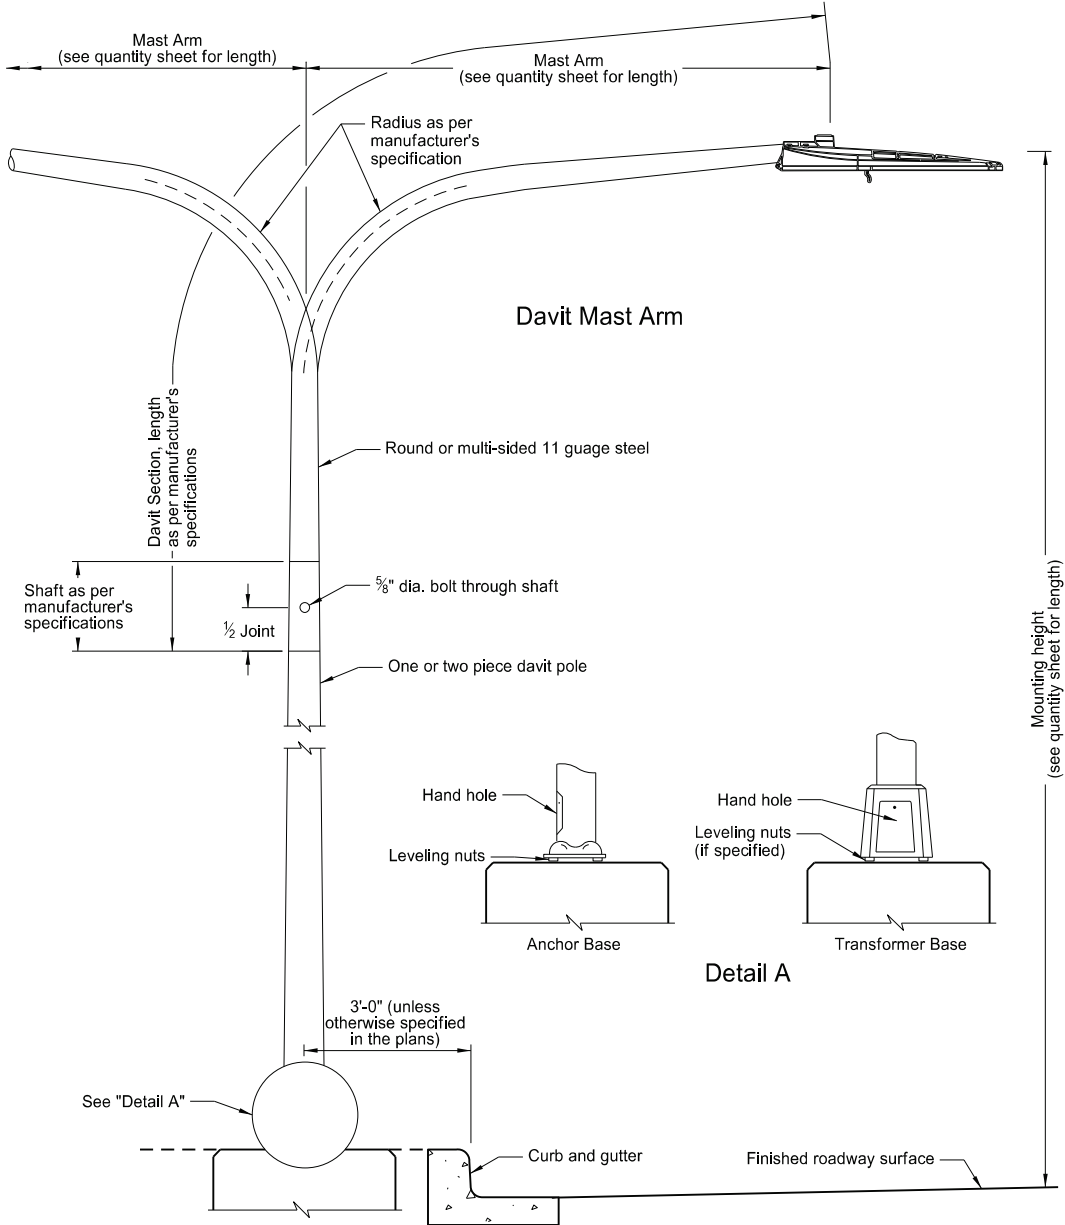 Mast Arm
(see quantity sheet for length)
Mast Arm
(see quantity sheet for length)
Radius as per
manufacturer's
specification
Davit Mast Arm
Davit Section, length
as per manufacturer's
specifications
Round or multi-sided 11 guage steel
Shaft as per
manufacturer's
specifications
⅝" dia. bolt through shaft
½ Joint
One or two piece davit pole
Mounting height
(see quantity sheet for length)
Hand hole
Leveling nuts
Anchor Base
Hand hole
Leveling nuts
(if specified)
Transformer Base
Detail A
3'-0" (unless
otherwise specified
in the plans)
See "Detail A"
Curb and gutter
Finished roadway surface